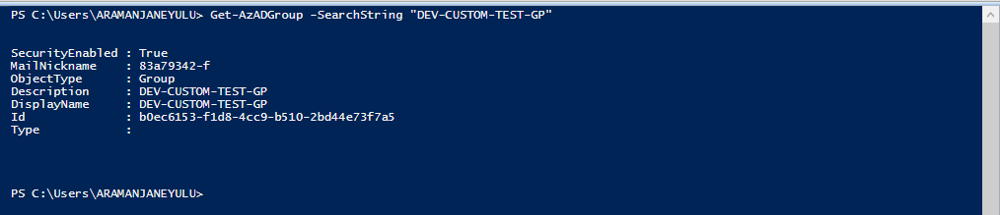 PS C:\Users\ARAMANJANEYULU> Get-AzADGroup -SearchString "DEV-CUSTOM-TEST-GP"
SecurityEnabled : True
MailNickname : 83a79342-f
ObjectType : Group
Description : DEV-CUSTOM-TEST-GP
DisplayName : DEV-CUSTOM-TEST-GP
Id : b0ec6153-f1d8-4cc9-b510-2bd44e73f7a5
Type :
PS C:\Users\ARAMANJANEYULU>